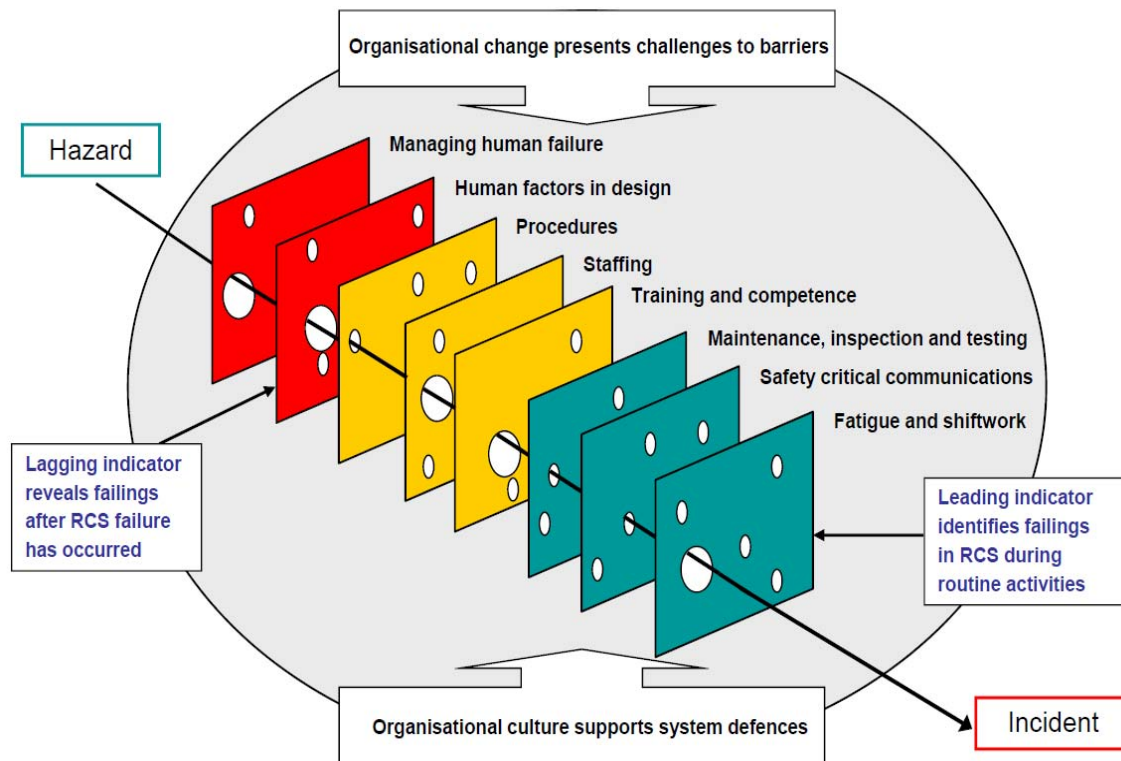 Organisational change presents challenges to barriers
Hazard
Managing human failure
Human factors in design
Procedures
Staffing
Training and competence
Maintenance, inspection and testing
Safety critical communications
Fatigue and shiftwork
Lagging indicator
reveals failings
after RCS failure
has occurred
Leading indicator
identifies failings
in RCS during
routine activities
Organisational culture supports system defences
Incident